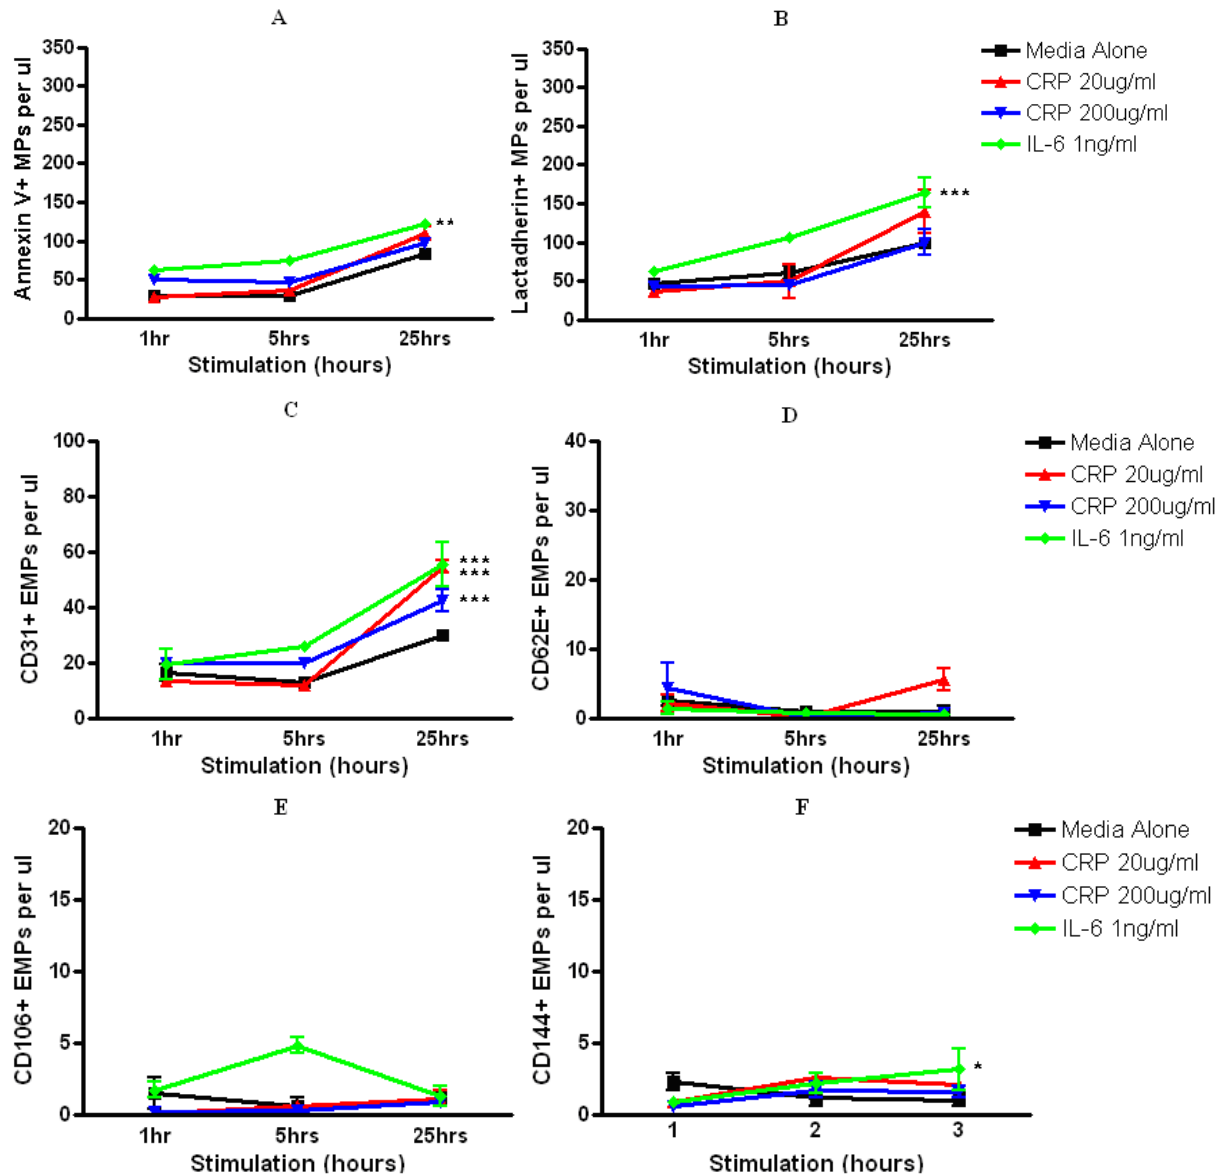 A
Annexin V+ MPs per ul
350
300
250
200
150
100
50
0
**
1hr 5hrs 25hrs
Stimulation (hours)
B
Lactadherin+ MPs per ul
350
300
250
200
150
100
50
0
***
1hr 5hrs 25hrs
Stimulation (hours)
Media Alone
CRP 20ug/ml
CRP 200ug/ml
IL-6 1ng/ml
C
CD31+ EMPs per ul
100
80
60
40
20
0
***
***
***
1hr 5hrs 25hrs
Stimulation (hours)
D
CD62E+ EMPs per ul
40
30
20
10
0
1hr 5hrs 25hrs
Stimulation (hours)
Media Alone
CRP 20ug/ml
CRP 200ug/ml
IL-6 1ng/ml
E
CD106+ EMPs per ul
20
15
10
5
0
1hr 5hrs 25hrs
Stimulation (hours)
F
CD144+ EMPs per ul
20
15
10
5
0
*
1 2 3
Stimulation (hours)
Media Alone
CRP 20ug/ml
CRP 200ug/ml
IL-6 1ng/ml